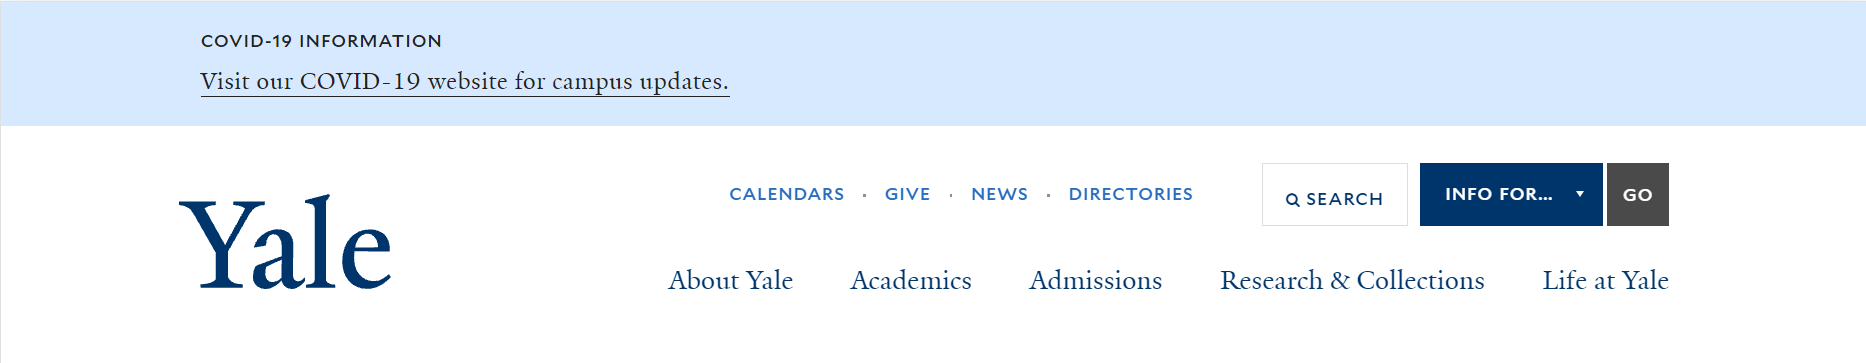 COVID-19 INFORMATION
Visit our COVID-19 website for campus updates.
Yale
CALENDARS · GIVE · NEWS · DIRECTORIES
SEARCH
INFO FOR...
GO
About Yale Academics Admissions Research & Collections Life at Yale